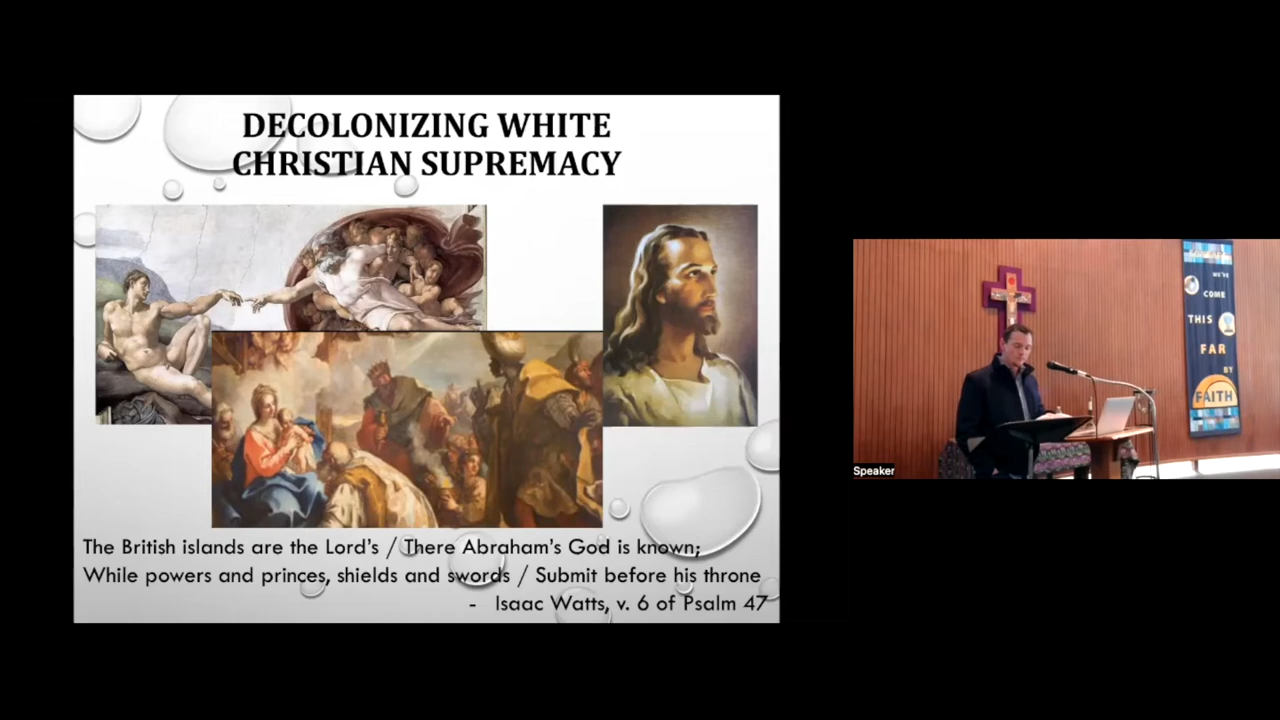 DECOLONIZING WHITE
CHRISTIAN SUPREMACY
The British islands are the Lord's / There Abraham's God is known;
While powers and princes, shields and swords / Submit before his throne
- Isaac Watts, v. 6 of Psalm 47
WE'VE
COME
THIS
FAR
BY
FAITH
Speaker